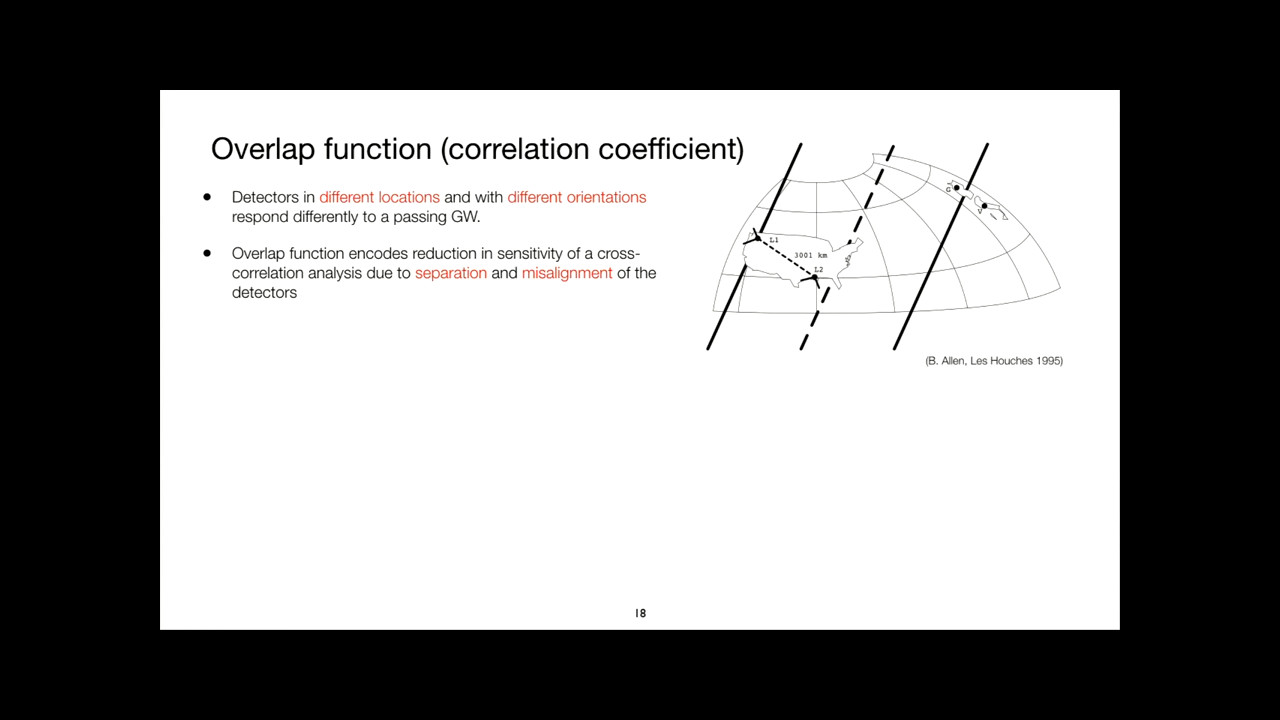 Overlap function (correlation coefficient)
● Detectors in different locations and with different orientations
respond differently to a passing GW.
● Overlap function encodes reduction in sensitivity of a cross-
correlation analysis due to separation and misalignment of the
detectors
L1
3001 km
L2
G
V
(B. Allen, Les Houches 1995)
18